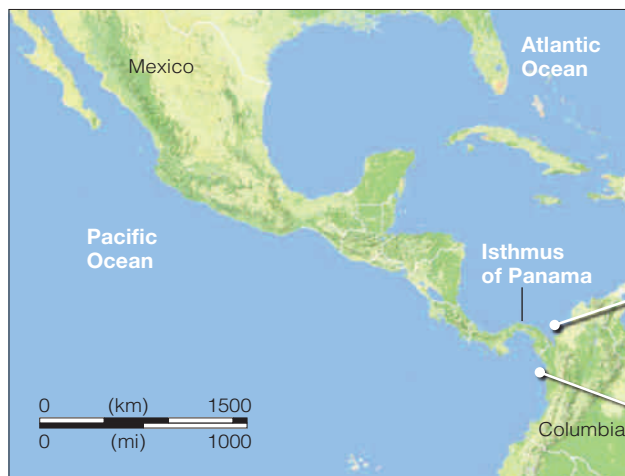 Mexico
Atlantic
Ocean
Pacific
Ocean
Isthmus
of Panama
0 (km) 1500
0 (mi) 1000
Columbia